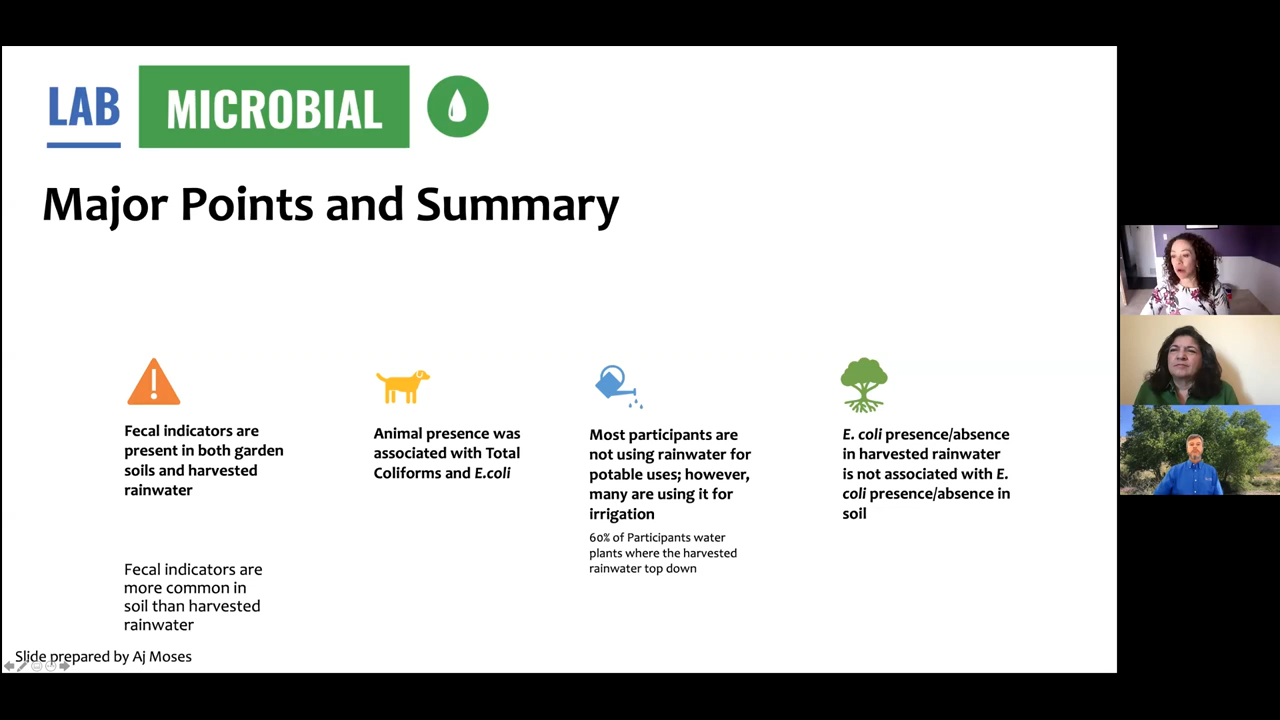 LAB MICROBIAL
Major Points and Summary
Fecal indicators are
present in both garden
soils and harvested
rainwater
Fecal indicators are
more common in
soil than harvested
rainwater
Animal presence was
associated with Total
Coliforms and E.coli
Most participants are
not using rainwater for
potable uses; however,
many are using it for
irrigation
60% of Participants water
plants where the harvested
rainwater top down
E. coli presence/absence
in harvested rainwater
is not associated with E.
coli presence/absence in
soil
Slide prepared by Aj Moses